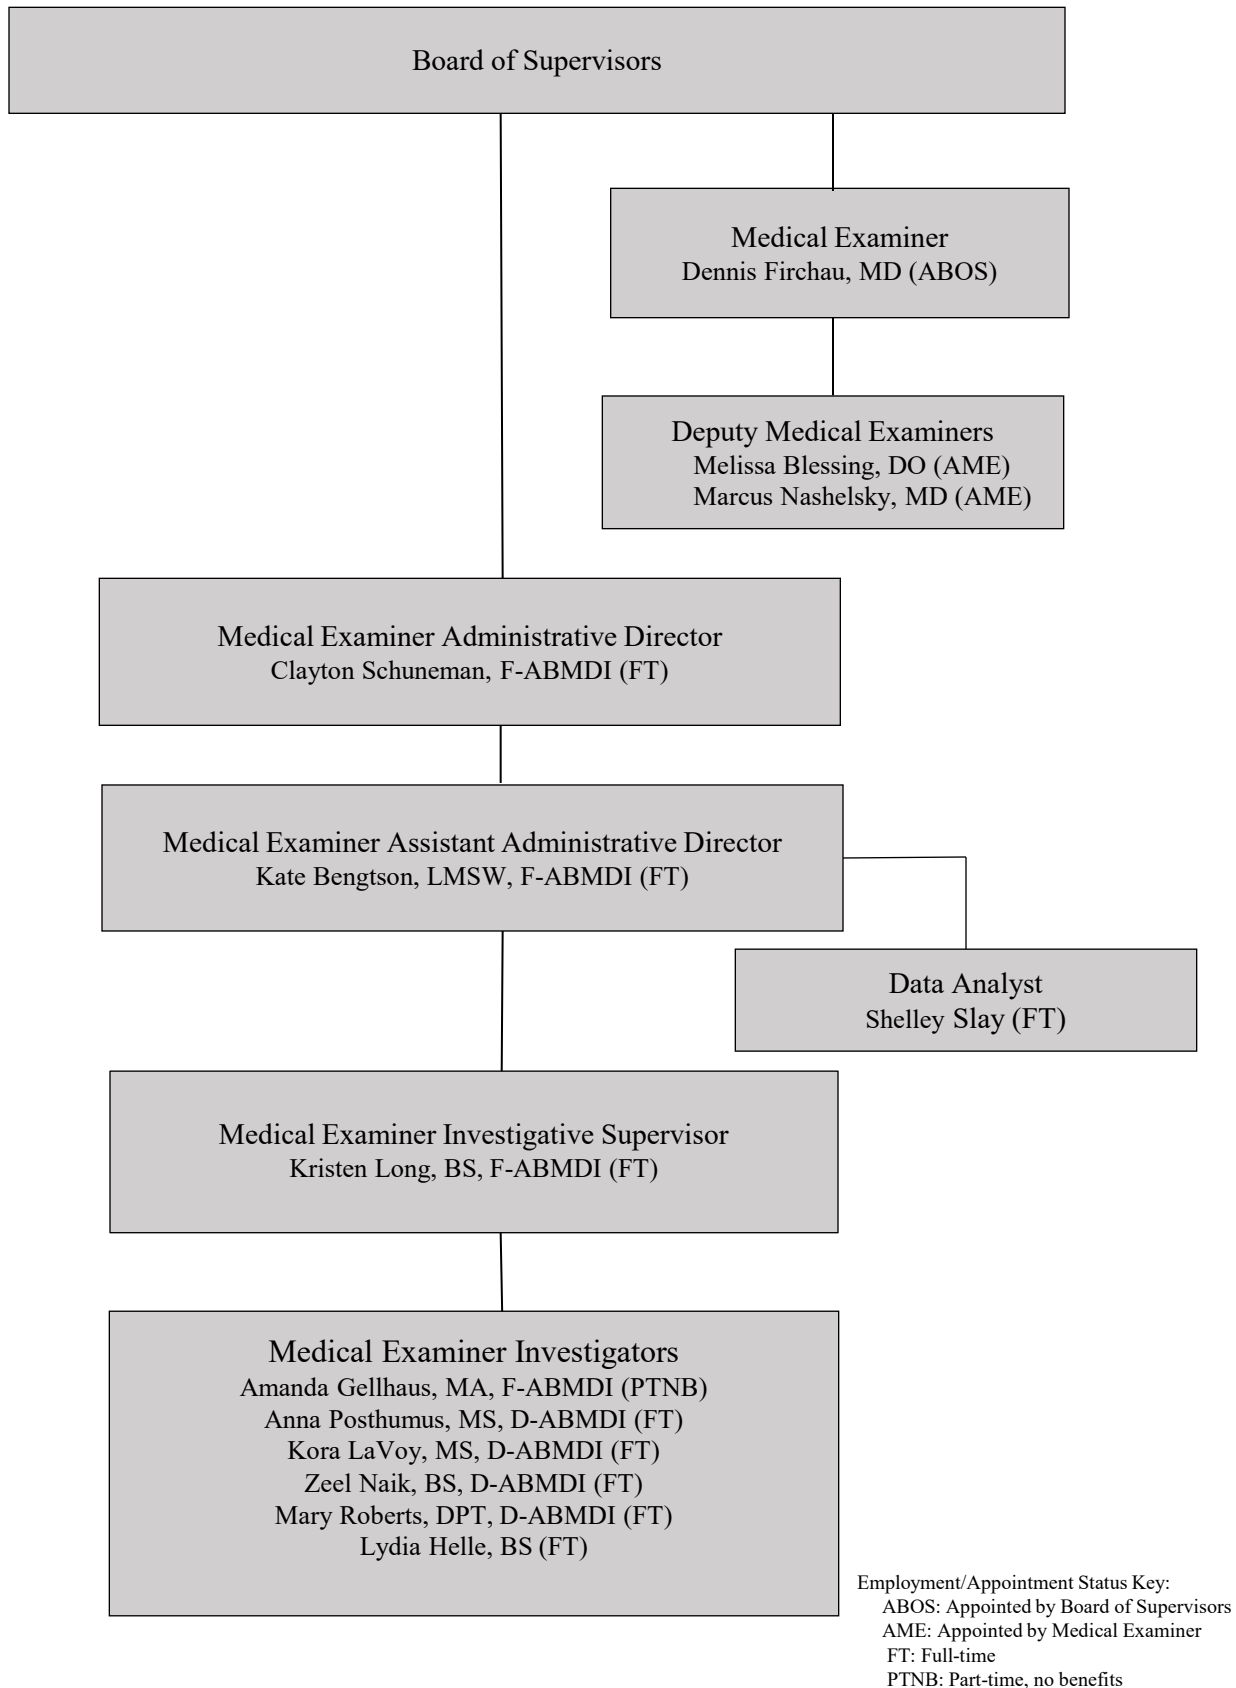 Board of Supervisors
Medical Examiner
Dennis Firchau, MD (ABOS)
Deputy Medical Examiners
Melissa Blessing, DO (AME)
Marcus Nashelsky, MD (AME)
Medical Examiner Administrative Director
Clayton Schuneman, F-ABMDI (FT)
Medical Examiner Assistant Administrative Director
Kate Bengtson, LMSW, F-ABMDI (FT)
Data Analyst
Shelley Slay (FT)
Medical Examiner Investigative Supervisor
Kristen Long, BS, F-ABMDI (FT)
Medical Examiner Investigators
Amanda Gellhaus, MA, F-ABMDI (PTNB)
Anna Posthumus, MS, D-ABMDI (FT)
Kora LaVoy, MS, D-ABMDI (FT)
Zeel Naik, BS, D-ABMDI (FT)
Mary Roberts, DPT, D-ABMDI (FT)
Lydia Helle, BS (FT)
Employment/Appointment Status Key:
ABOS: Appointed by Board of Supervisors
AME: Appointed by Medical Examiner
FT: Full-time
PTNB: Part-time, no benefits